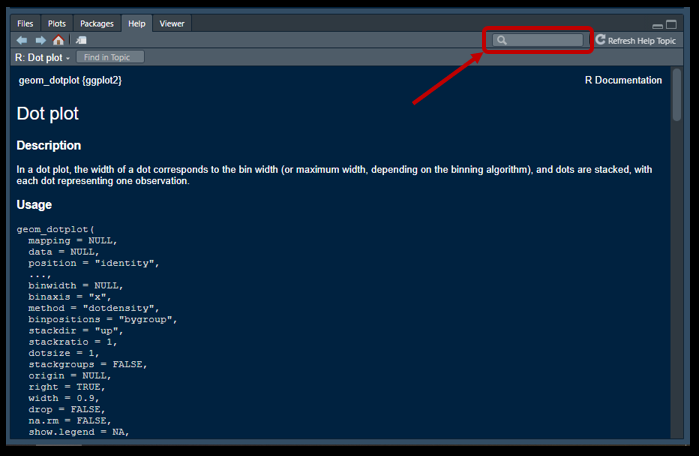 Files Plots Packages Help Viewer
Refresh Help Topic
R: Dot plot Find in Topic
geom_dotplot {ggplot2} R Documentation
Dot plot
Description
In a dot plot, the width of a dot corresponds to the bin width (or maximum width, depending on the binning algorithm), and dots are stacked, with
each dot representing one observation.
Usage
geom_dotplot(
mapping = NULL,
data = NULL,
position = "identity",
...,
binwidth = NULL,
binaxis = "x",
method = "dotdensity",
binpositions = "bygroup",
stackdir = "up",
stackratio = 1,
dotsize = 1,
stackgroups = FALSE,
origin = NULL,
right = TRUE,
width = 0.9,
drop = FALSE,
na.rm = FALSE,
show.legend = NA,